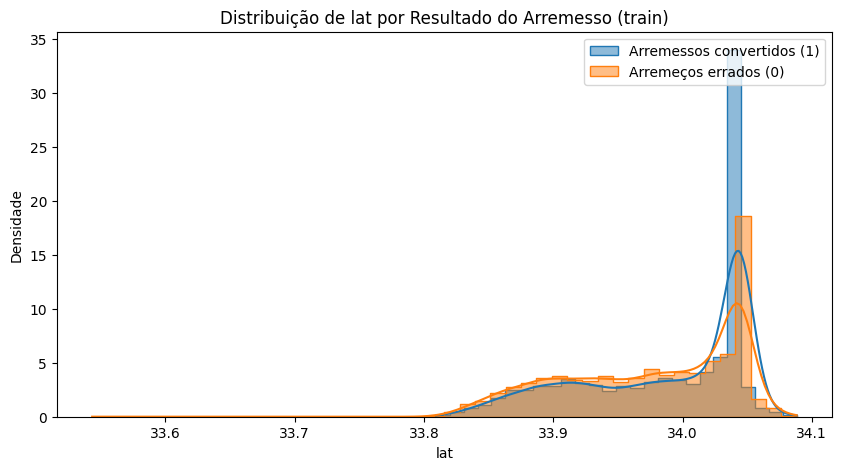 Distribuição de lat por Resultado do Arremesso (train)
35
30
25
20
15
10
5
0
Densidade
Arremessos convertidos (1)
Arremeços errados (0)
33.6
33.7
33.8
33.9
34.0
34.1
lat